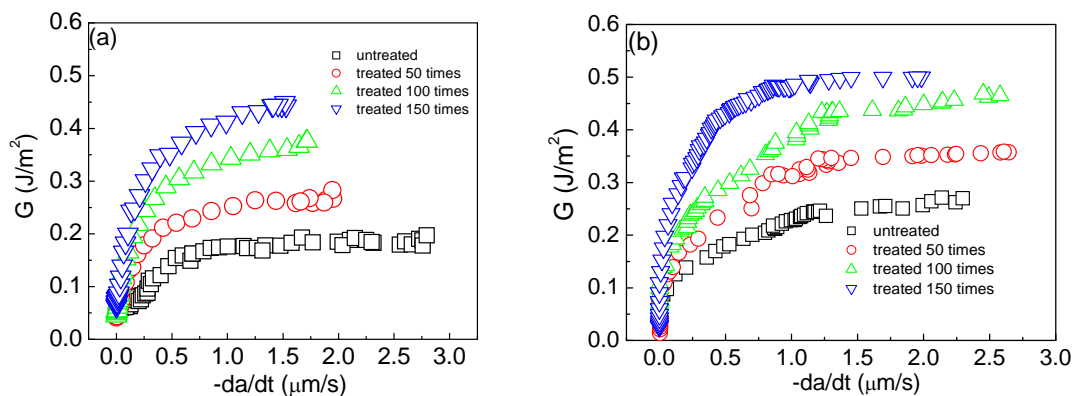 (a)
untreated
treated 50 times
treated 100 times
treated 150 times
G (J/m²)
0.6
0.5
0.4
0.3
0.2
0.1
0.0
0.0 0.5 1.0 1.5 2.0 2.5 3.0
-da/dt (μm/s)
(b)
untreated
treated 50 times
treated 100 times
treated 150 times
G (J/m²)
0.6
0.5
0.4
0.3
0.2
0.1
0.0
0.0 0.5 1.0 1.5 2.0 2.5 3.0
-da/dt (μm/s)